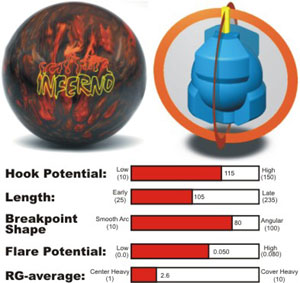 INFERNO
Hook Potential:
Low
(10)
115
High
(150)
Length:
Early
(25)
105
Late
(235)
Breakpoint
Shape
Smooth Arc
(10)
80
Angular
(100)
Flare Potential:
Low
(0.0)
0.050
High
(0.080)
RG-average:
Center Heavy
(1)
2.6
Cover Heavy
(10)